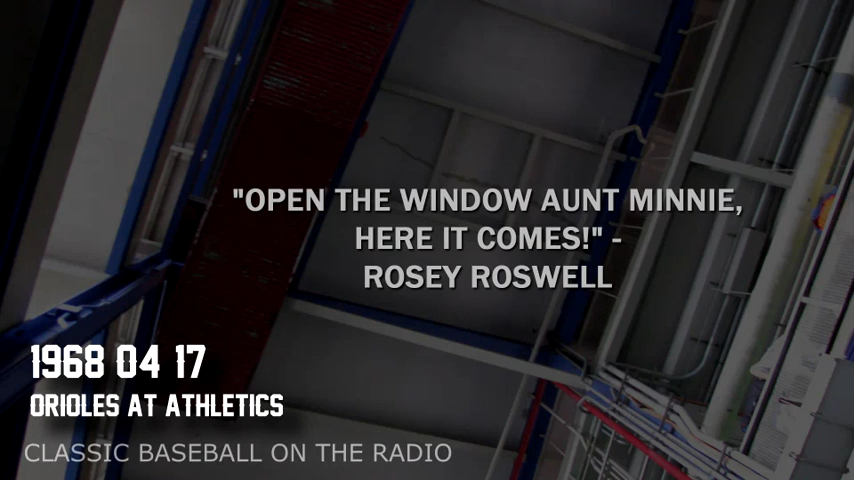 "OPEN THE WINDOW AUNT MINNIE,
HERE IT COMES!" -
ROSEY ROSWELL
1968 04 17
ORIOLES AT ATHLETICS
CLASSIC BASEBALL ON THE RADIO